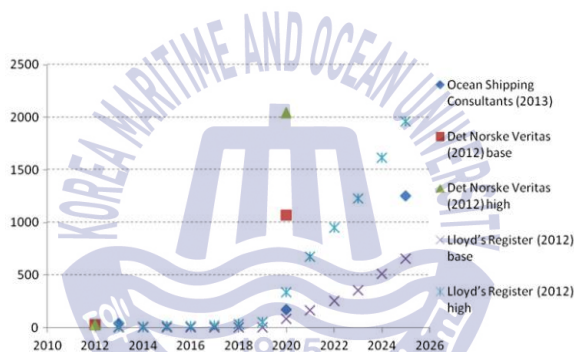 KOREA MARITIME AND OCEAN UNIVERSITY
2500
2000
1500
1000
500
0
2010 2012 2014 2016 2018 2020 2022 2024 2026
1945
Ocean Shipping
Consultants (2013)
Det Norske Veritas
(2012) base
Det Norske Veritas
(2012) high
Lloyd's Register (2012)
base
Lloyd's Register (2012)
high